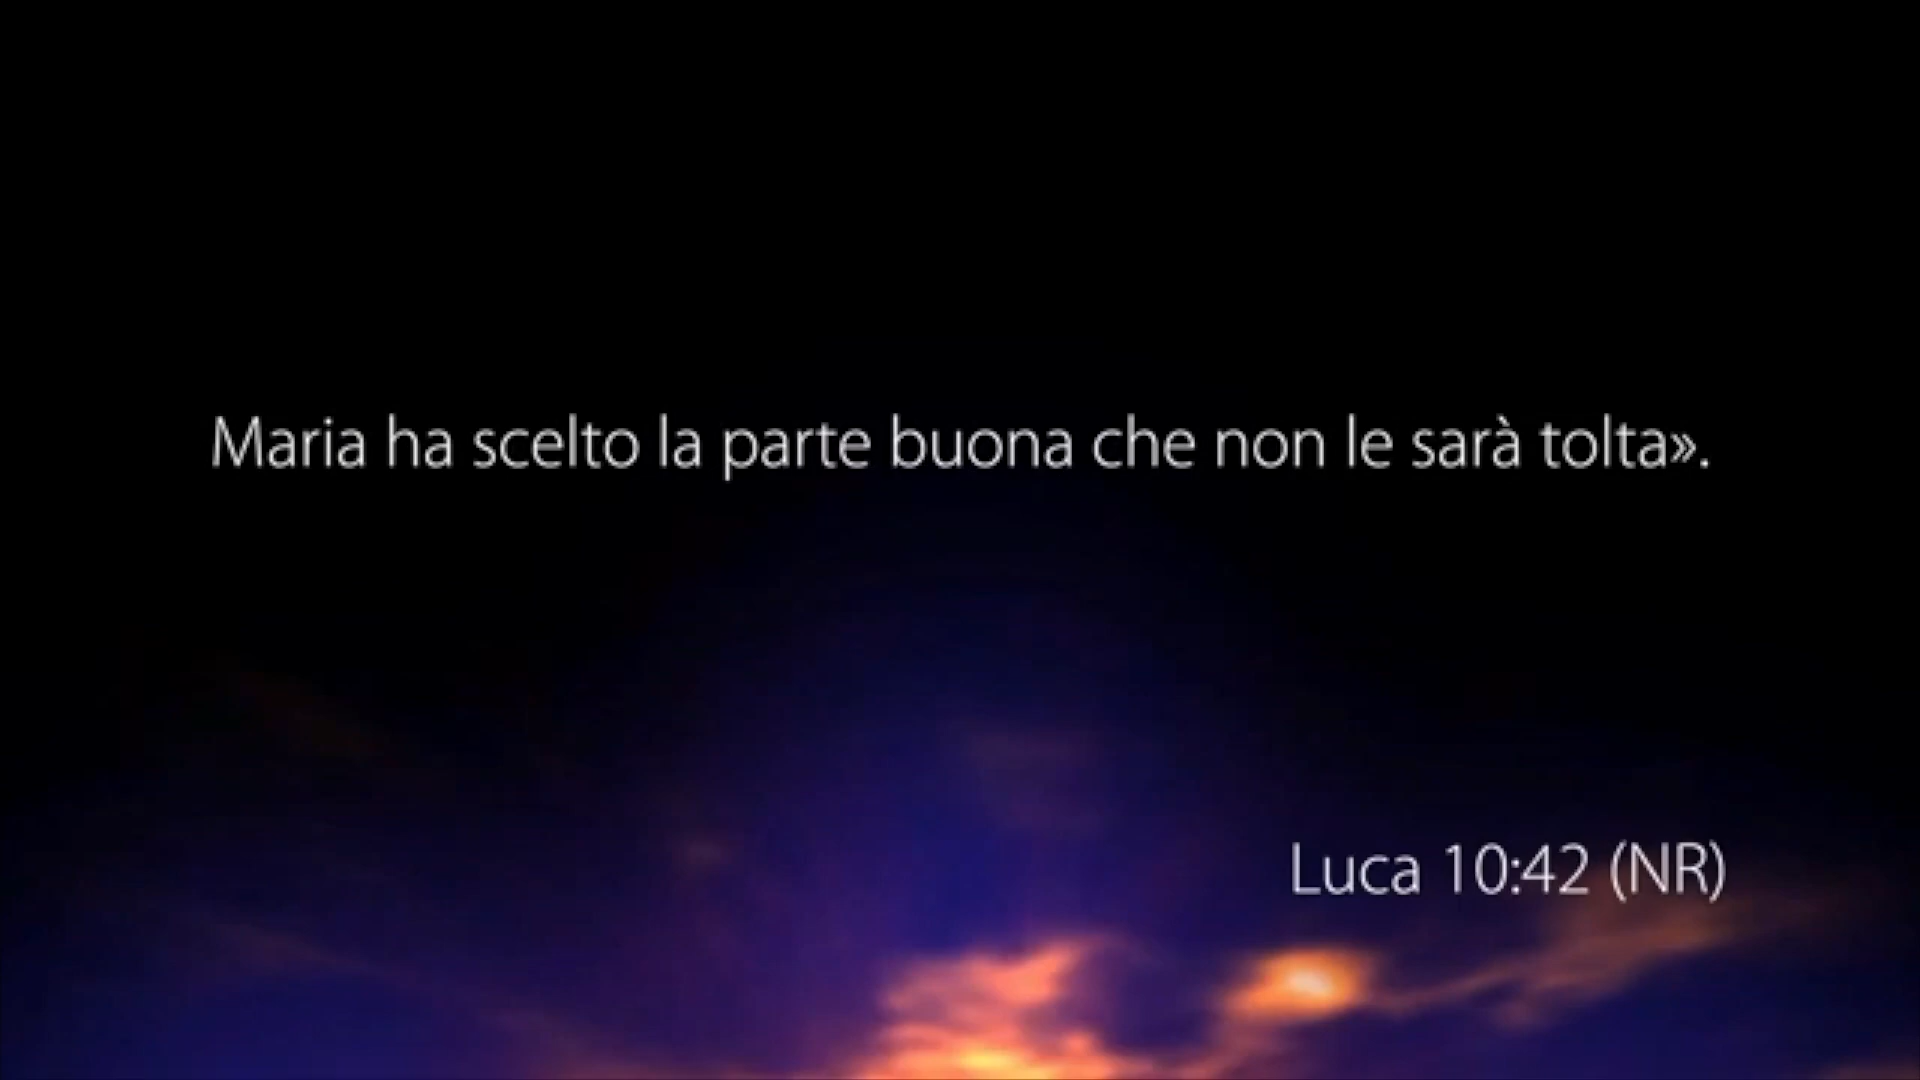 Maria ha scelto la parte buona che non le sarà tolta».
Luca 10:42 (NR)